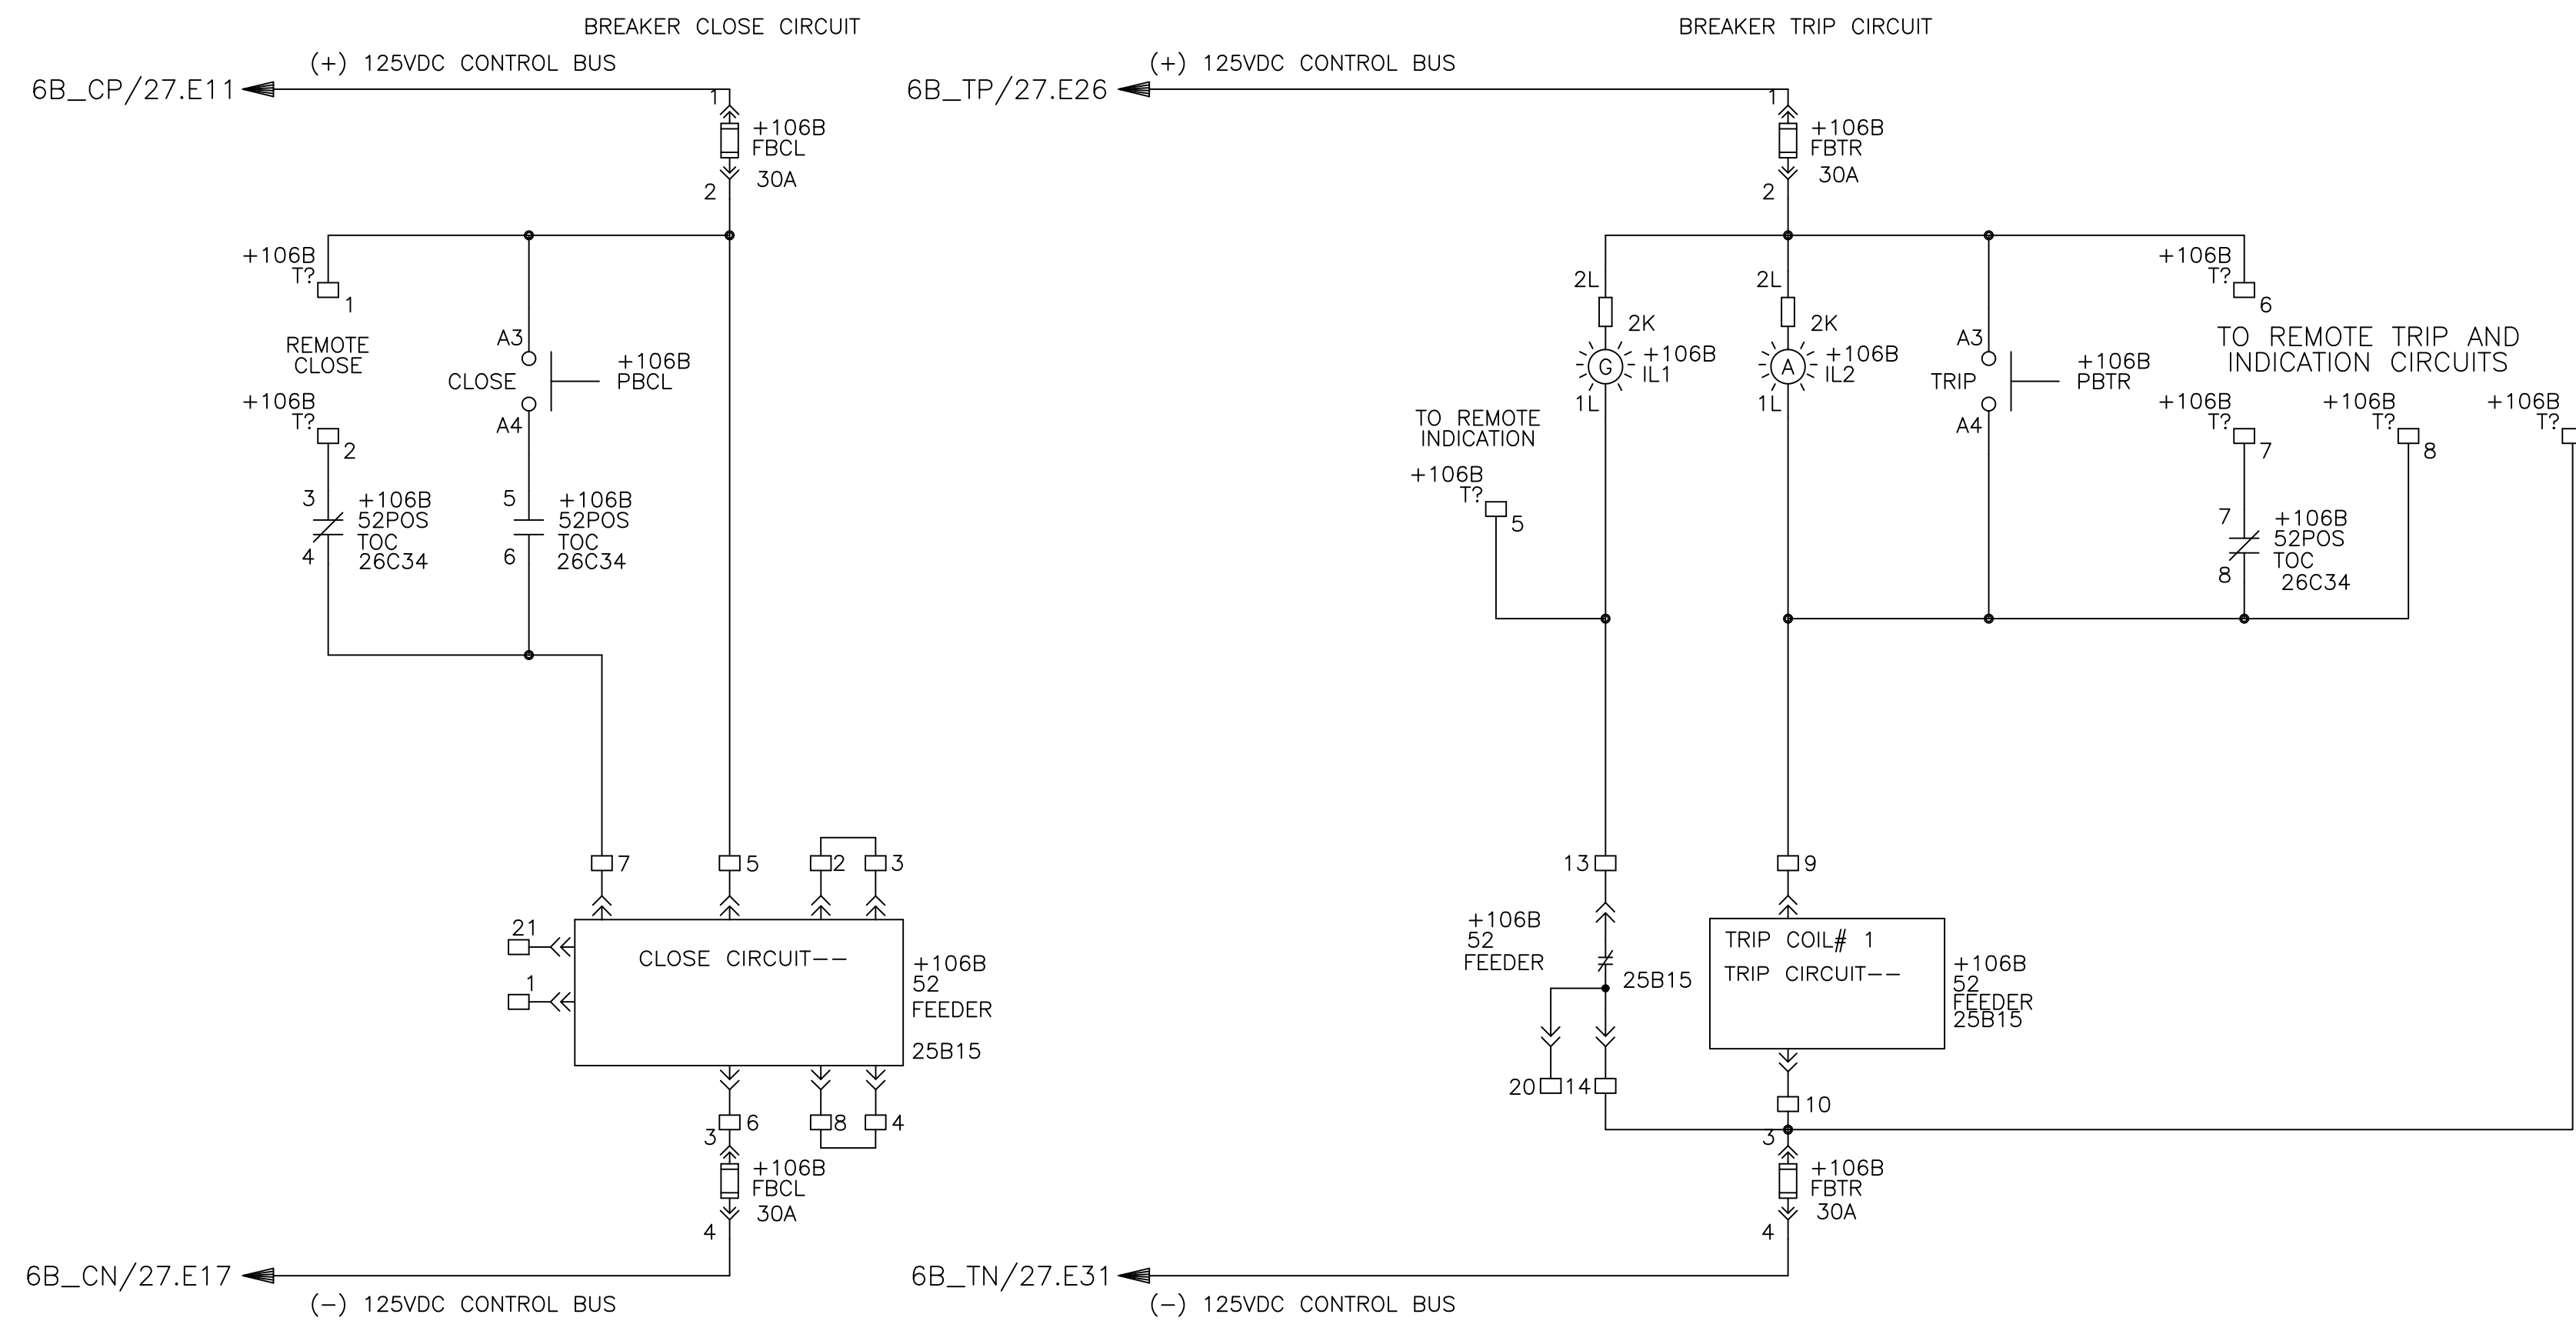 BREAKER CLOSE CIRCUIT
(+) 125VDC CONTROL BUS
6B_CP/27.E11
1
+106B
FBCL
30A
2
+106B
T?
1
REMOTE
CLOSE
+106B
T?
2
A3
CLOSE
A4
+106B
PBCL
3
4
+106B
52POS
TOC
26C34
5
6
+106B
52POS
TOC
26C34
7
5
2
3
21
1
CLOSE CIRCUIT--
+106B
52
FEEDER
25B15
6
8
4
3
+106B
FBCL
30A
4
6B_CN/27.E17
(-) 125VDC CONTROL BUS
BREAKER TRIP CIRCUIT
(+) 125VDC CONTROL BUS
6B_TP/27.E26
1
+106B
FBTR
30A
2
2L
2K
G
+106B
IL1
1L
2L
2K
A
+106B
IL2
1L
A3
TRIP
A4
+106B
PBTR
+106B
T?
6
TO REMOTE TRIP AND
INDICATION CIRCUITS
+106B
T?
7
+106B
T?
8
+106B
T?
TO REMOTE
INDICATION
+106B
T?
5
7
8
+106B
52POS
TOC
26C34
13
9
+106B
52
FEEDER
25B15
20
14
TRIP COIL# 1
TRIP CIRCUIT--
+106B
52
FEEDER
25B15
10
3
+106B
FBTR
30A
4
6B_TN/27.E31
(-) 125VDC CONTROL BUS